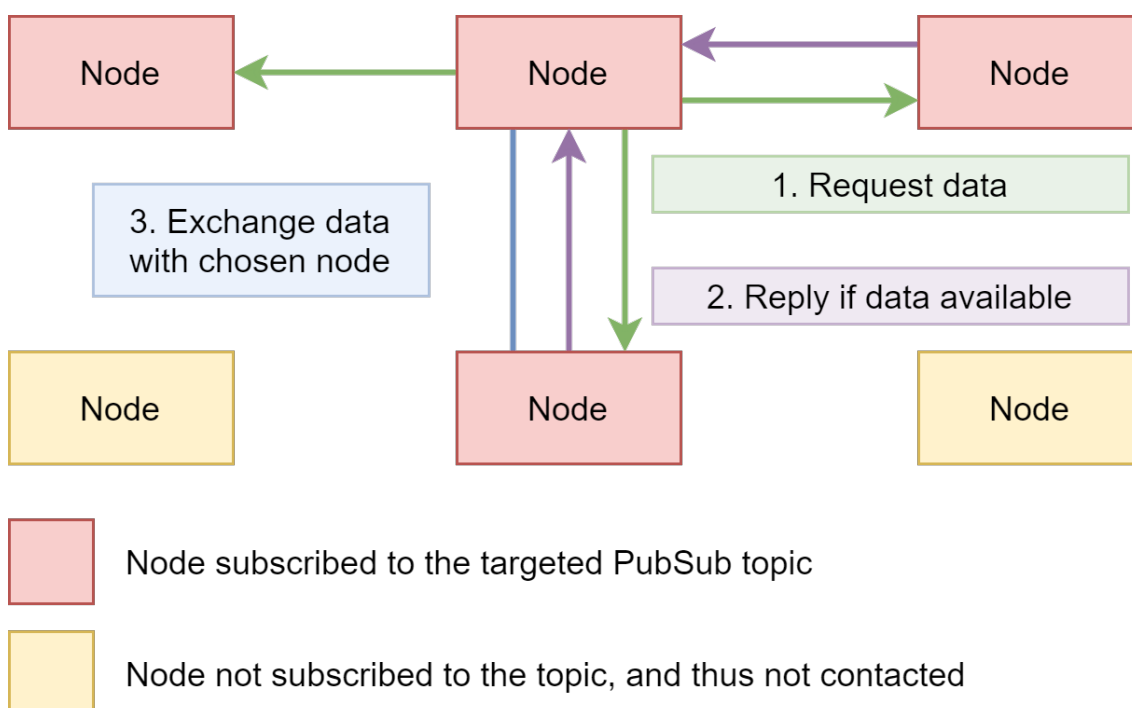 Node
Node
Node
1. Request data
3. Exchange data
with chosen node
2. Reply if data available
Node
Node
Node
Node subscribed to the targeted PubSub topic
Node not subscribed to the topic, and thus not contacted